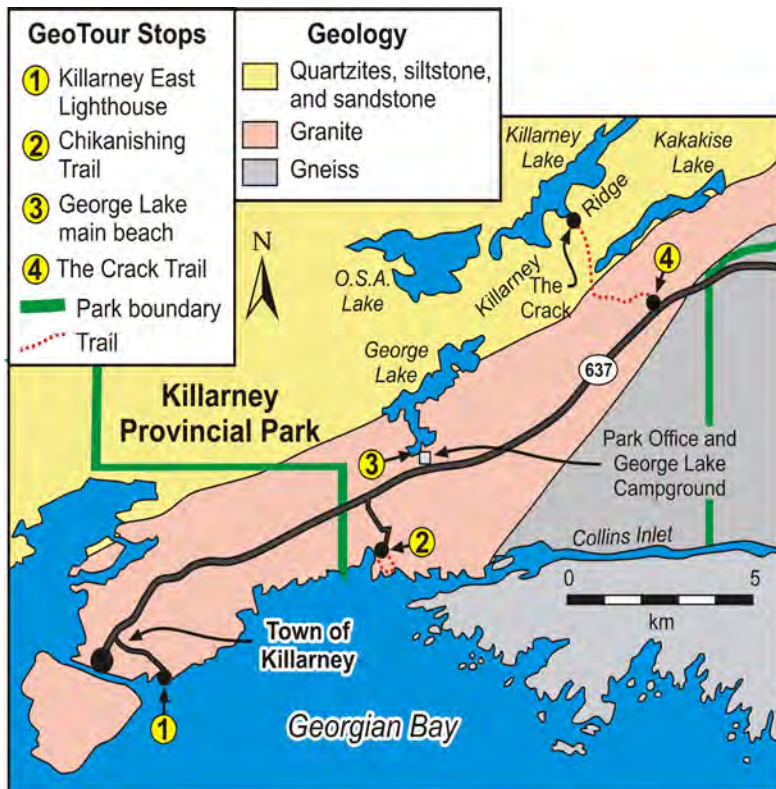 GeoTour Stops
1 Killarney East
Lighthouse
2 Chikanishing
Trail
3 George Lake
main beach
4 The Crack Trail
Park boundary
Trail
Geology
Quartzites, siltstone,
and sandstone
Granite
Gneiss
Killarney
Lake
Kakakise
Lake
Ridge
Killarney
The
Crack
4
N
O.S.A.
Lake
George
Lake
637
Killarney
Provincial Park
3
Park Office and
George Lake
Campground
2
Collins Inlet
0 5
km
Town of
Killarney
1
Georgian Bay